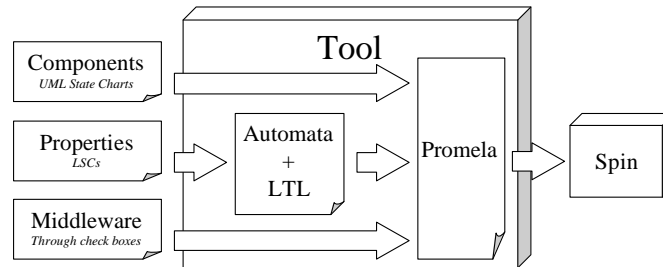 Tool
Components
UML State Charts
Properties
LSCs
Automata
+
LTL
Promela
Spin
Middleware
Through check boxes